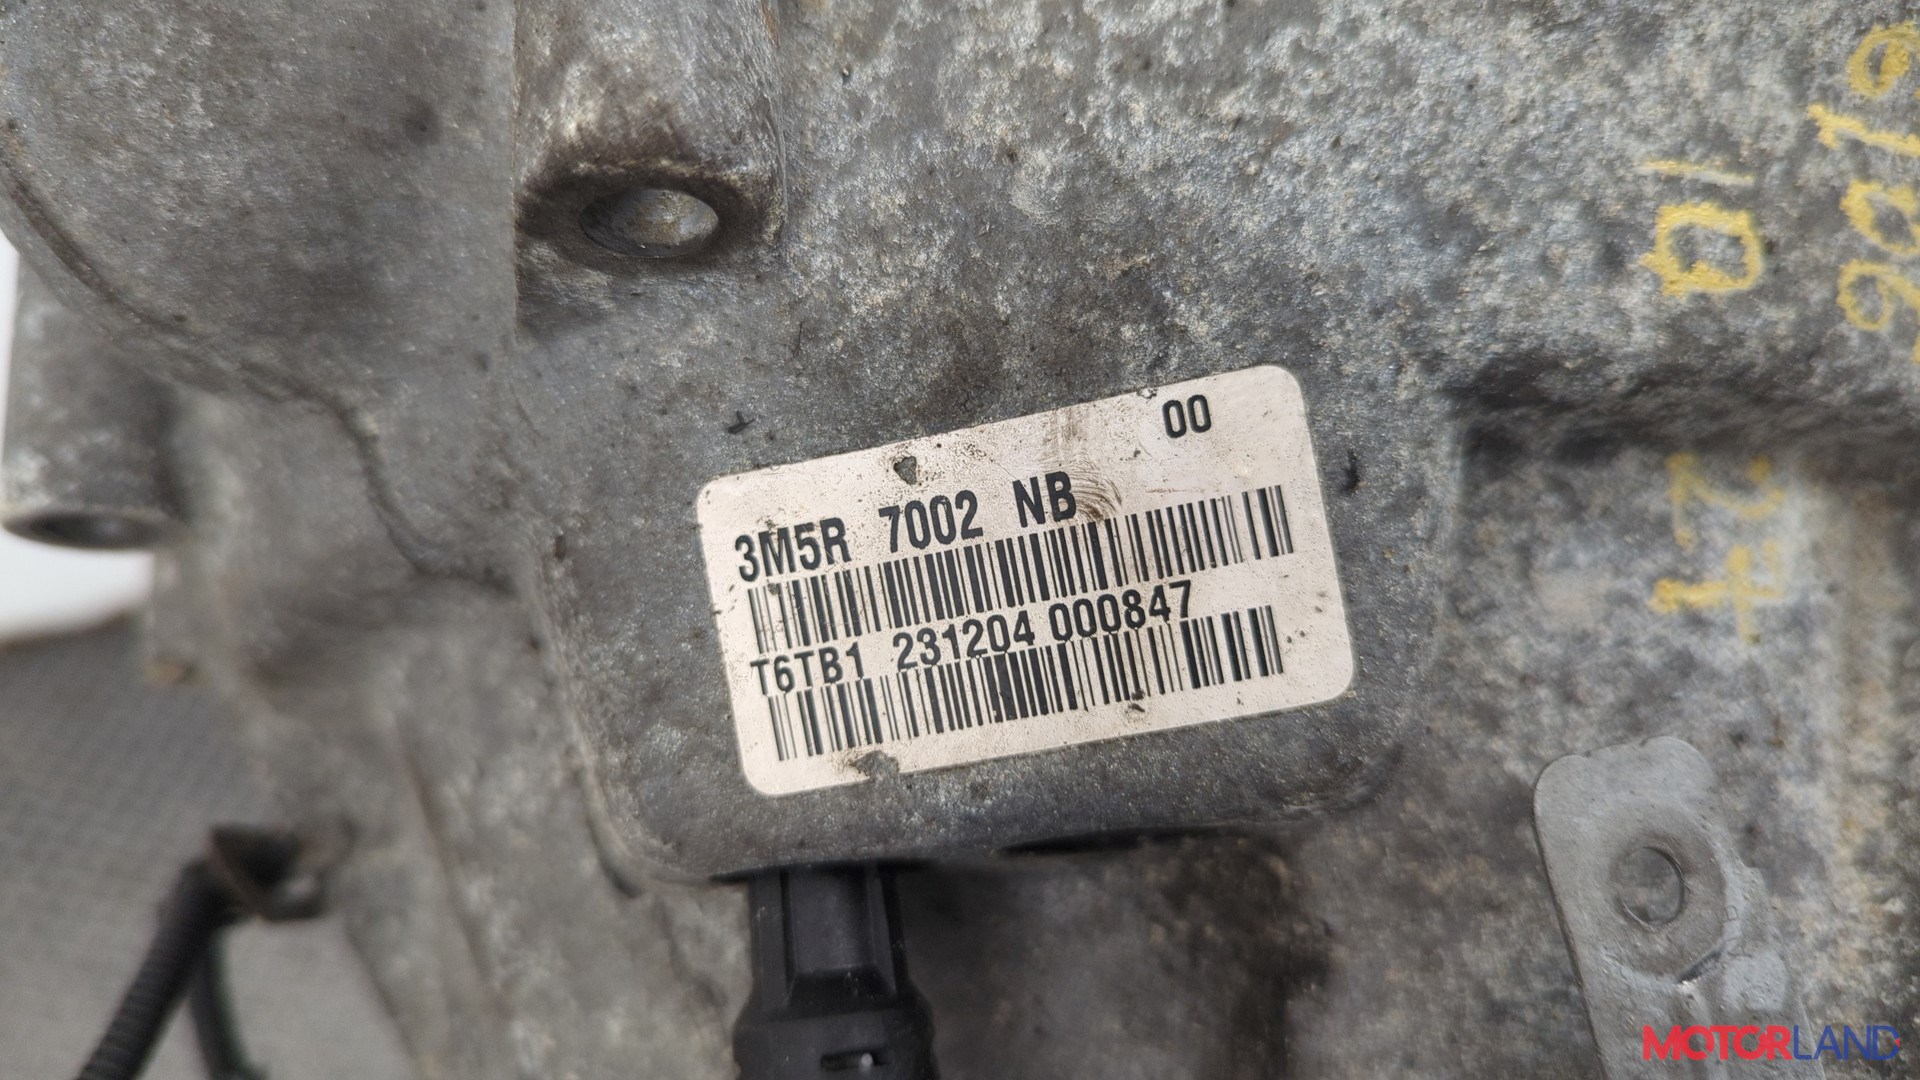 00
3M5R 7002 NB
T6TB1 231204 000847
MOTORLAND